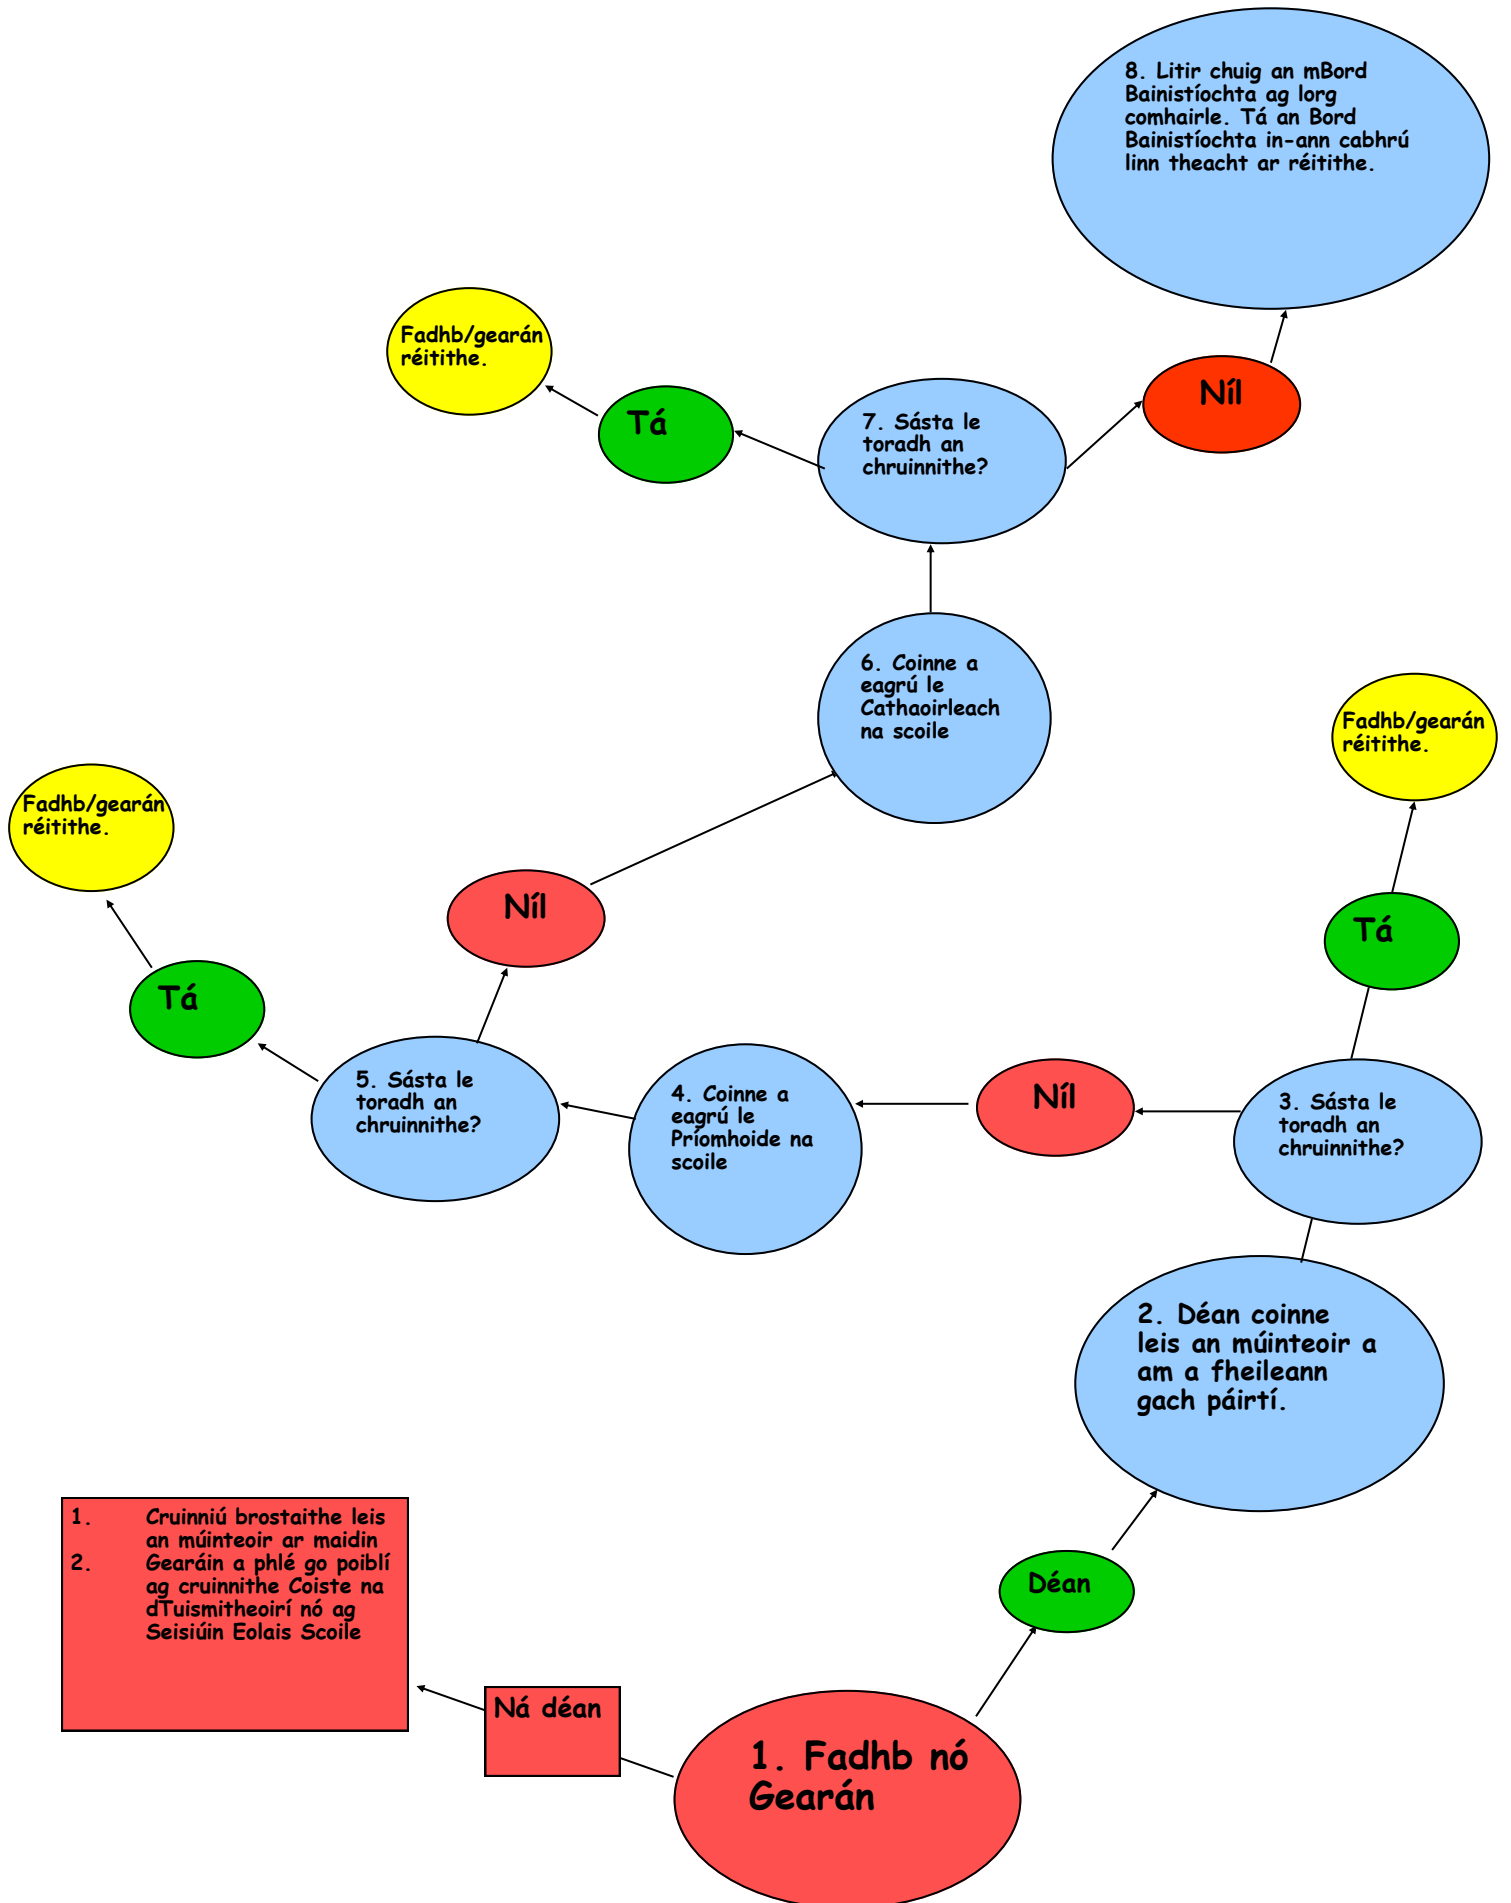 8. Litir chuig an mBord
Bainistíochta ag lorg
comhairle. Tá an Bord
Bainistíochta in-ann cabhrú
linn theacht ar réitithe.
Fadhb/gearán
réitithe.
Tá
7. Sásta le
toradh an
chruinnithe?
Níl
6. Coinne a
eagrú le
Cathaoirleach
na scoile
Fadhb/gearán
réitithe.
Fadhb/gearán
réitithe.
Níl
Tá
Tá
5. Sásta le
toradh an
chruinnithe?
4. Coinne a
eagrú le
Príomhoide na
scoile
Níl
3. Sásta le
toradh an
chruinnithe?
2. Déan coinne
leis an múinteoir a
am a fheileann
gach páirtí.
1. Cruinniú brostaithe leis
an múinteoir ar maidin
2. Gearáin a phlé go poiblí
ag cruinnithe Coiste na
dTuismitheoirí nó ag
Seisiúin Eolais Scoile
Déan
Ná déan
1. Fadhb nó
Gearán